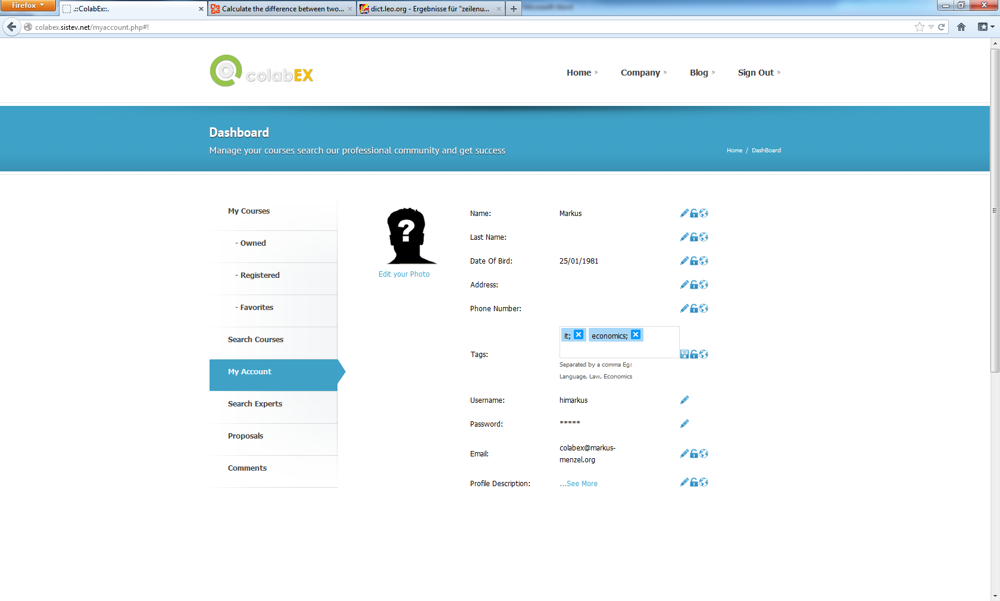 Firefox
.::ColabEx::.
Calculate the difference between two...
dict.leo.org - Ergebnisse für "zeilenu...
Microsoft Word
colabex.sistev.net/myaccount.php#!
colabEX
Home »
Company »
Blog »
Sign Out »
Dashboard
Manage your courses search our professional community and get success
Home / DashBoard
My Courses
- Owned
- Registered
- Favorites
Search Courses
My Account
Search Experts
Proposals
Comments
?
Edit your Photo
Name: Markus
Last Name:
Date Of Bird: 25/01/1981
Address:
Phone Number:
Tags: it; economics;
Separated by a comma Eg:
Language, Law, Economics
Username: himarkus
Password: *****
Email: colabex@markus-
menzel.org
Profile Description: ...See More